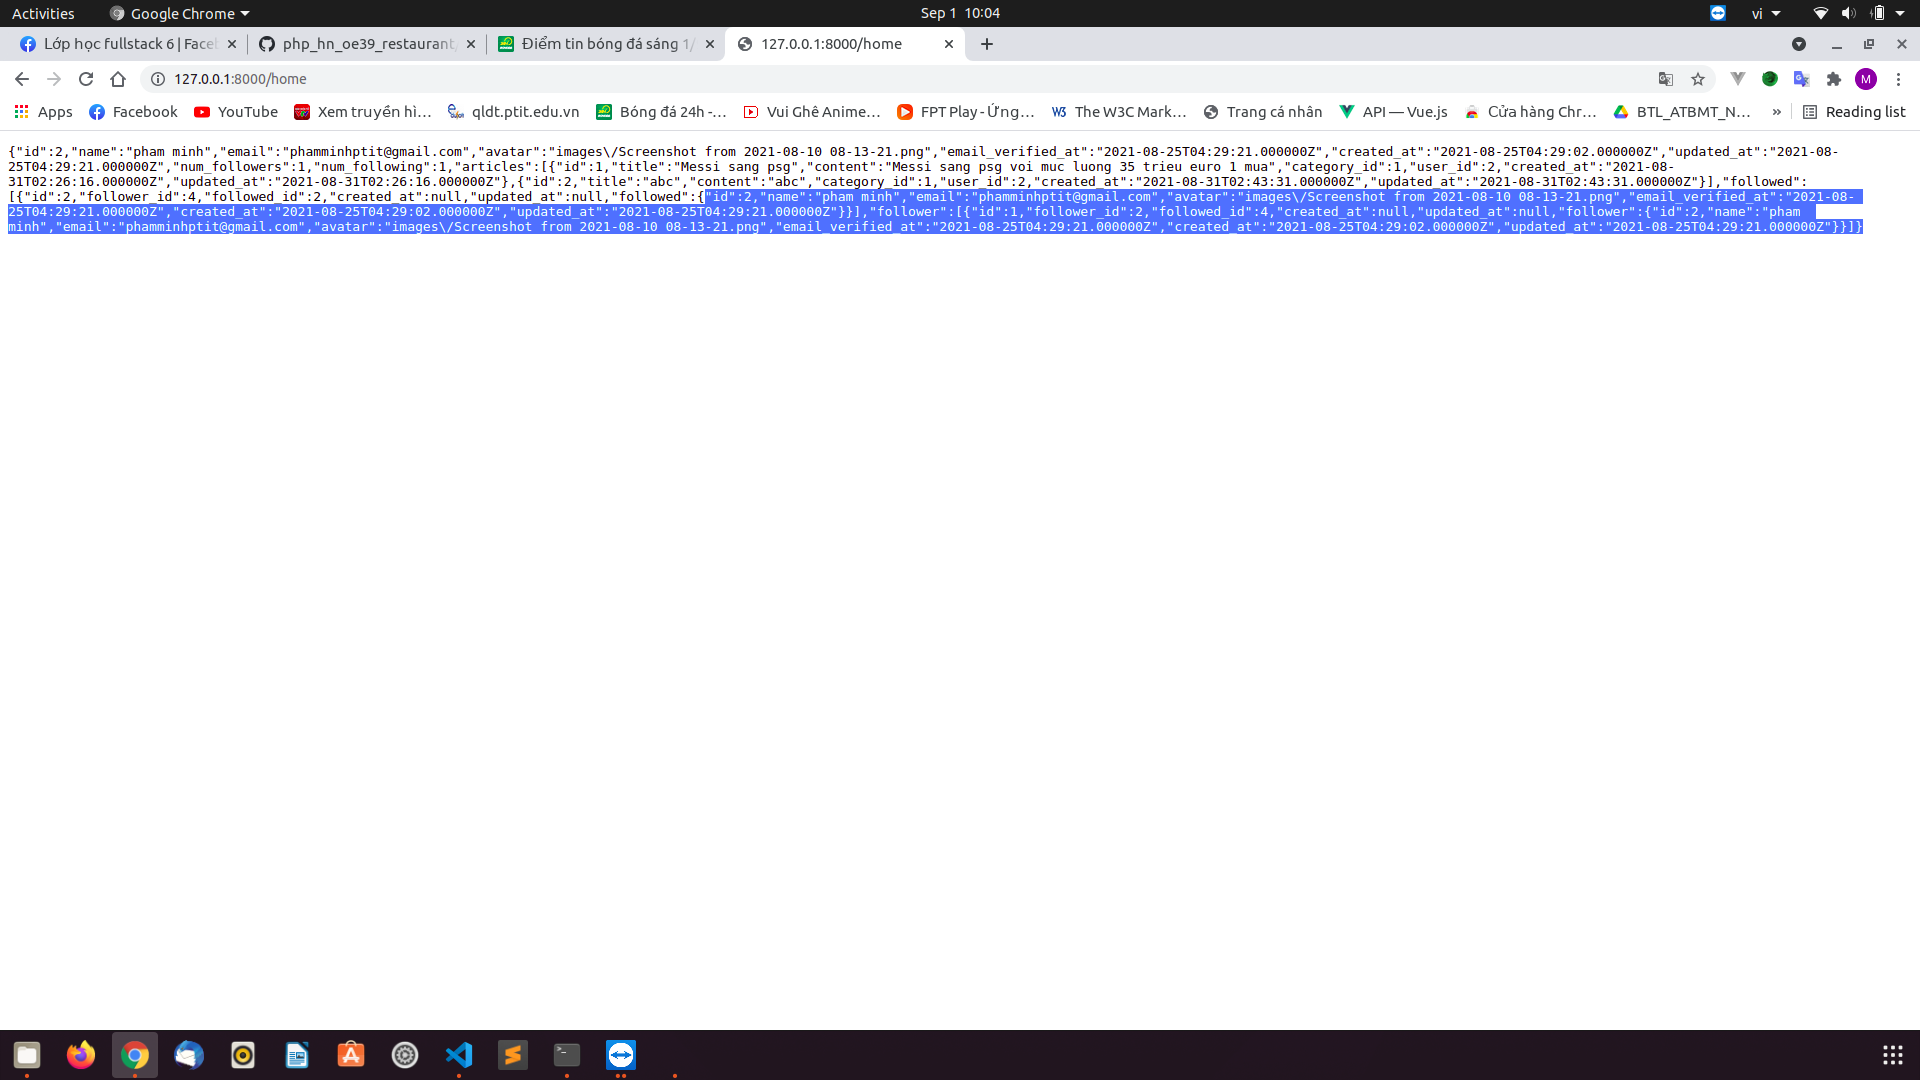 Activities
Google Chrome
Sep 1 10:04
vi
Lớp học fullstack 6 | Faceb
php_hn_oe39_restaurant/
Điểm tin bóng đá sáng 1/
127.0.0.1:8000/home
127.0.0.1:8000/home
M
Apps
Facebook
YouTube
Xem truyền hì...
qldt.ptit.edu.vn
Bóng đá 24h -...
Vui Ghê Anime...
FPT Play - Ứng...
The W3C Mark...
Trang cá nhân
API — Vue.js
Cửa hàng Chr...
BTL_ATBMT_N...
»
Reading list
{"id":2,"name":"pham minh","email":"phamminhptit@gmail.com","avatar":"images\/Screenshot from 2021-08-10 08-13-21.png","email_verified_at":"2021-08-25T04:29:21.000000Z","created_at":"2021-08-25T04:29:02.000000Z","updated_at":"2021-08-
25T04:29:21.000000Z","num_followers":1,"num_following":1,"articles":[{"id":1,"title":"Messi sang psg","content":"Messi sang psg voi muc luong 35 trieu euro 1 mua","category_id":1,"user_id":2,"created_at":"2021-08-
31T02:26:16.000000Z","updated_at":"2021-08-31T02:26:16.000000Z"},{"id":2,"title":"abc","content":"abc","category_id":1,"user_id":2,"created_at":"2021-08-31T02:43:31.000000Z","updated_at":"2021-08-31T02:43:31.000000Z"}],"followed":
[{"id":2,"follower_id":4,"followed_id":2,"created_at":null,"updated_at":null,"followed":{"id":2,"name":"pham minh","email":"phamminhptit@gmail.com","avatar":"images\/Screenshot from 2021-08-10 08-13-21.png","email_verified_at":"2021-08-
25T04:29:21.000000Z","created_at":"2021-08-25T04:29:02.000000Z","updated_at":"2021-08-25T04:29:21.000000Z"}}],"follower":[{"id":1,"follower_id":2,"followed_id":4,"created_at":null,"updated_at":null,"follower":{"id":2,"name":"pham
minh","email":"phamminhptit@gmail.com","avatar":"images\/Screenshot from 2021-08-10 08-13-21.png","email_verified_at":"2021-08-25T04:29:21.000000Z","created_at":"2021-08-25T04:29:02.000000Z","updated_at":"2021-08-25T04:29:21.000000Z"}}]}